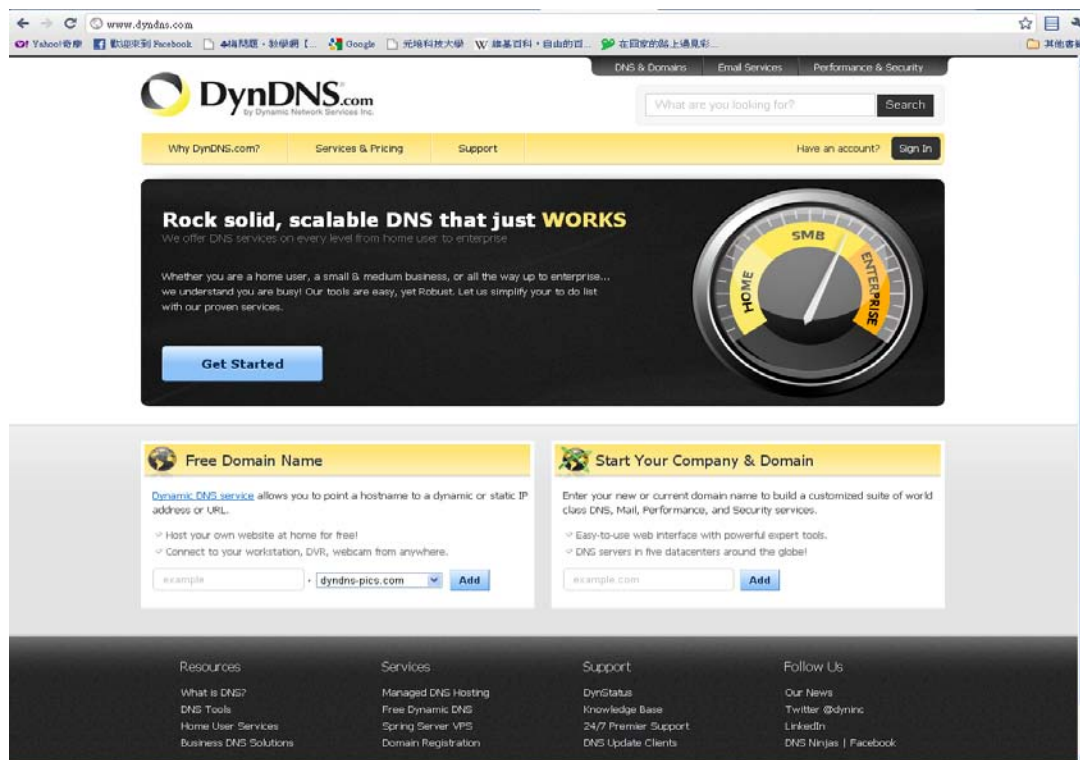 www.dyndns.com
Yahoo!奇摩 歡迎來到 Facebook Google 元培科技大學 維基百科，自由的百... 在回家的路上遇見彩...
DNS & Domains Email Services Performance & Security
DynDNS.com
by Dynamic Network Services Inc.
What are you looking for? Search
Why DynDNS.com? Services & Pricing Support Have an account? Sign In
Rock solid, scalable DNS that just WORKS
We offer DNS services on every level from home user to enterprise
Whether you are a home user, a small & medium business, or all the way up to enterprise...
we understand you are busy! Our tools are easy, yet Robust. Let us simplify your to do list
with our proven services.
Get Started
HOME SMB ENTERPRISE
Free Domain Name
Dynamic DNS service allows you to point a hostname to a dynamic or static IP
address or URL.
Host your own website at home for free!
Connect to your workstation, DVR, webcam from anywhere.
example . dyndns-pics.com Add
Start Your Company & Domain
Enter your new or current domain name to build a customized suite of world
class DNS, Mail, Performance, and Security services.
Easy-to-use web interface with powerful expert tools.
DNS servers in five datacenters around the globe!
example.com Add
Resources
What is DNS?
DNS Tools
Home User Services
Business DNS Solutions
Services
Managed DNS Hosting
Free Dynamic DNS
Spring Server VPS
Domain Registration
Support
DynStatus
Knowledge Base
24/7 Premier Support
DNS Update Clients
Follow Us
Our News
Twitter @dyninc
LinkedIn
DNS Ninjas | Facebook